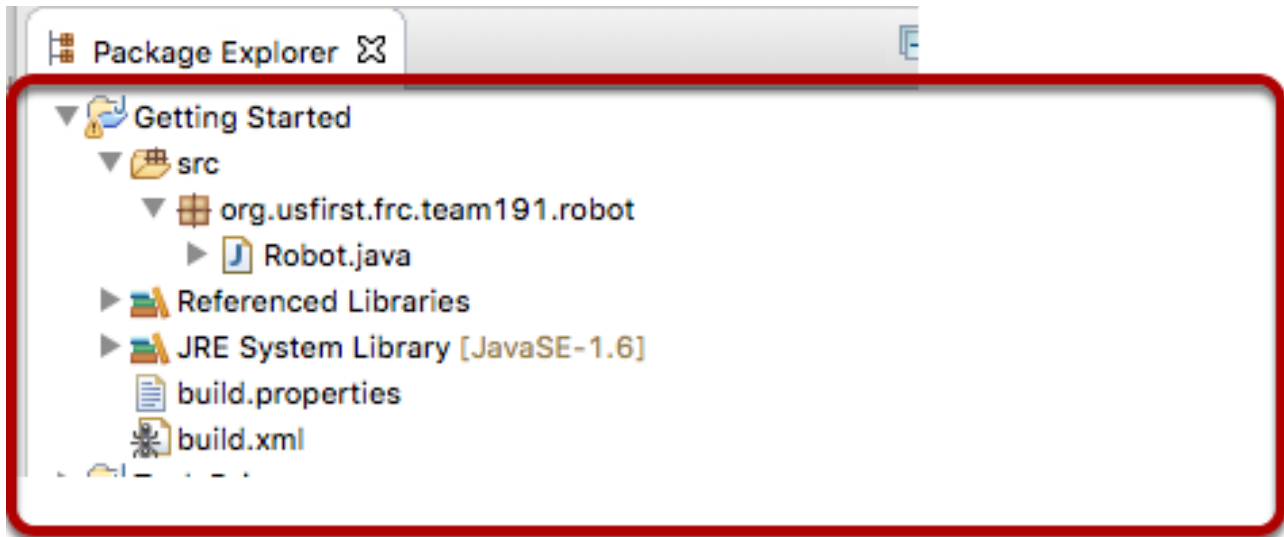 Package Explorer
Getting Started
src
org.usfirst.frc.team191.robot
J Robot.java
Referenced Libraries
JRE System Library [JavaSE-1.6]
build.properties
build.xml